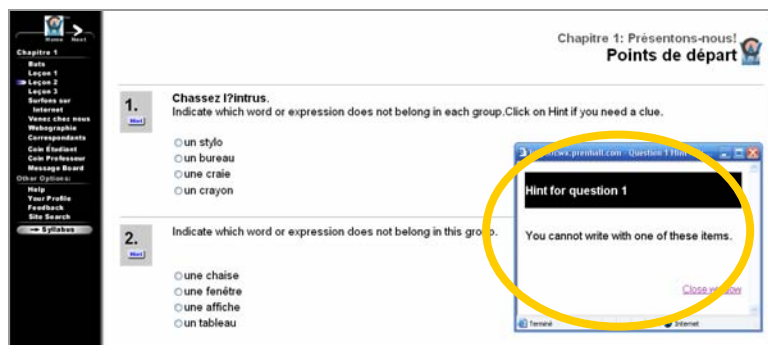 Home Next
Chapitre 1
Buts
Leçon 1
Leçon 2
Leçon 3
Surfons sur
Internet
Venez chez nous
Webographie
Correspondants
Coin Étudiant
Coin Professeur
Message Board
Other Options:
Help
Your Profile
Feedback
Site Search
Syllabus
Chapitre 1: Présentons-nous!
Points de départ
1.
Hint
Chassez l?intrus.
Indicate which word or expression does not belong in each group.Click on Hint if you need a clue.
un stylo
un bureau
une craie
un crayon
2.
Hint
Indicate which word or expression does not belong in this group.
une chaise
une fenêtre
une affiche
un tableau
.prenhall.com - Question 1 Hint
Hint for question 1
You cannot write with one of these items.
Close window
Terminé
Internet